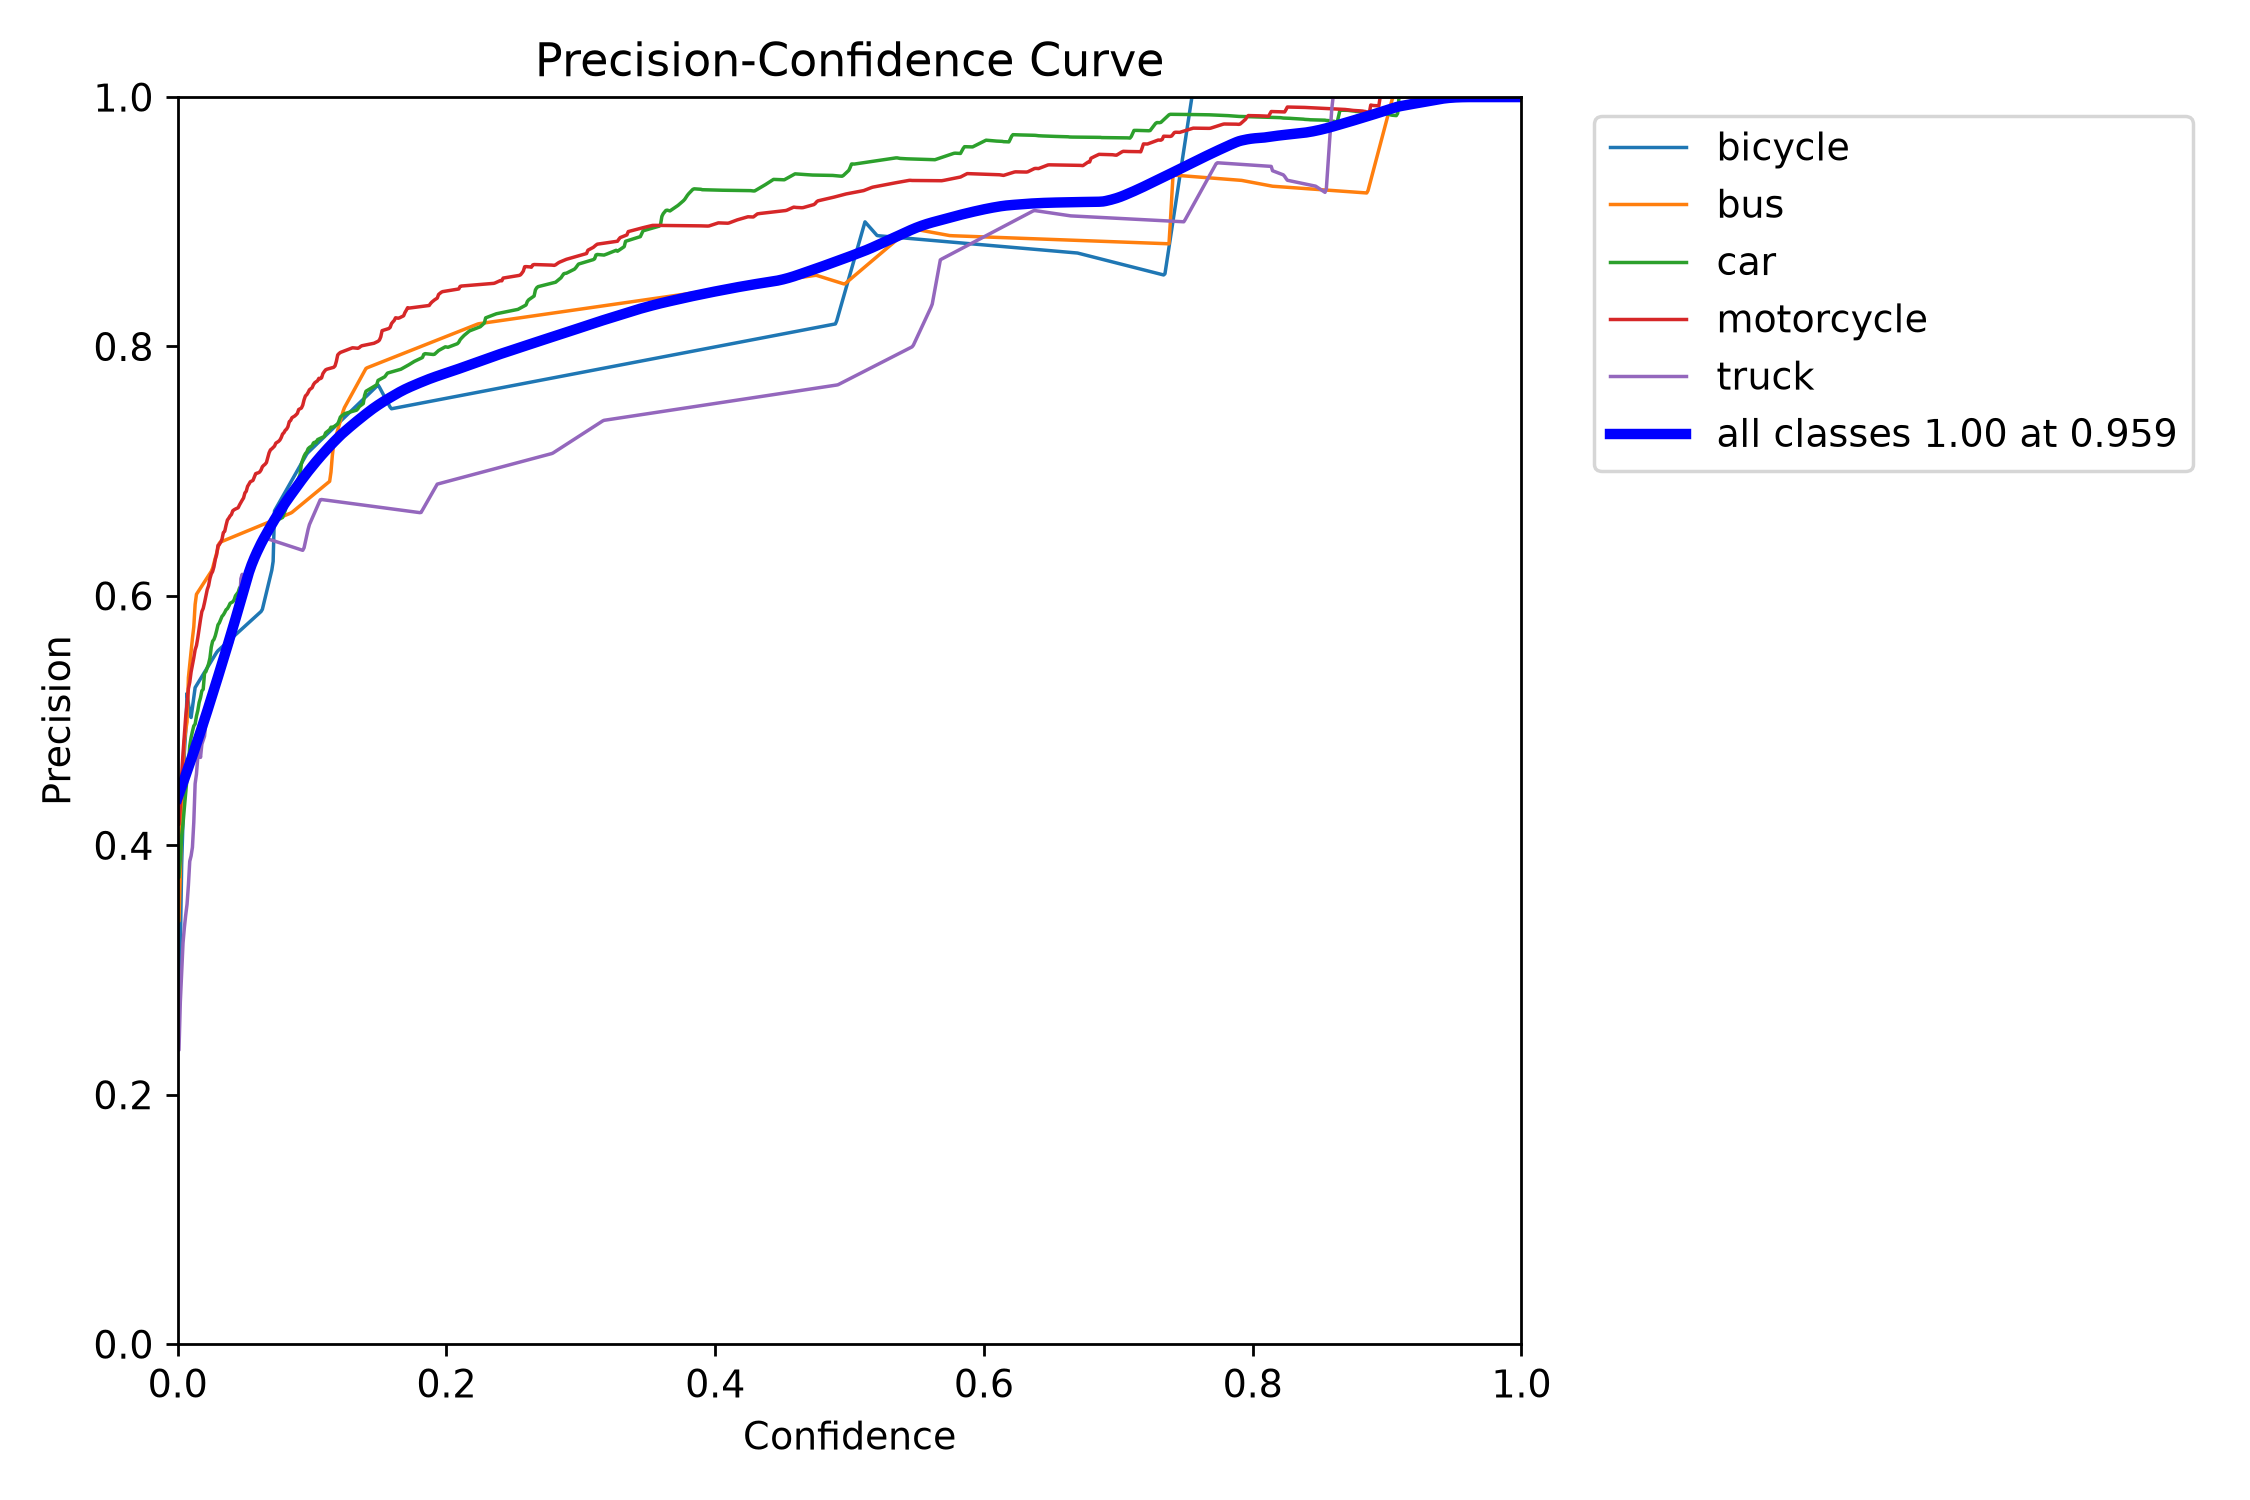 Precision-Confidence Curve
1.0
0.8
0.6
0.4
0.2
0.0
Precision
0.0 0.2 0.4 0.6 0.8 1.0
Confidence
bicycle
bus
car
motorcycle
truck
all classes 1.00 at 0.959